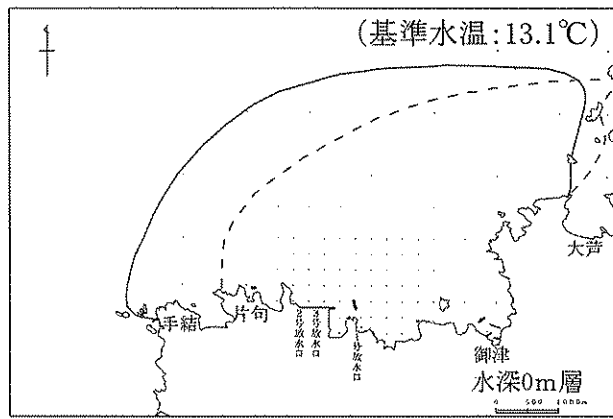 (基準水温:13.1℃)
大芦
手結
片句
2号放水口
3号放水口
1号放水口
御津
水深0m層
0 500 1000m